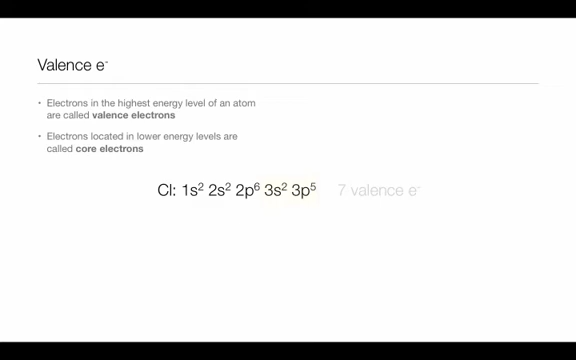 Valence e⁻
• Electrons in the highest energy level of an atom
are called valence electrons
• Electrons located in lower energy levels are
called core electrons
Cl: 1s² 2s² 2p⁶ 3s² 3p⁵ 7 valence e⁻